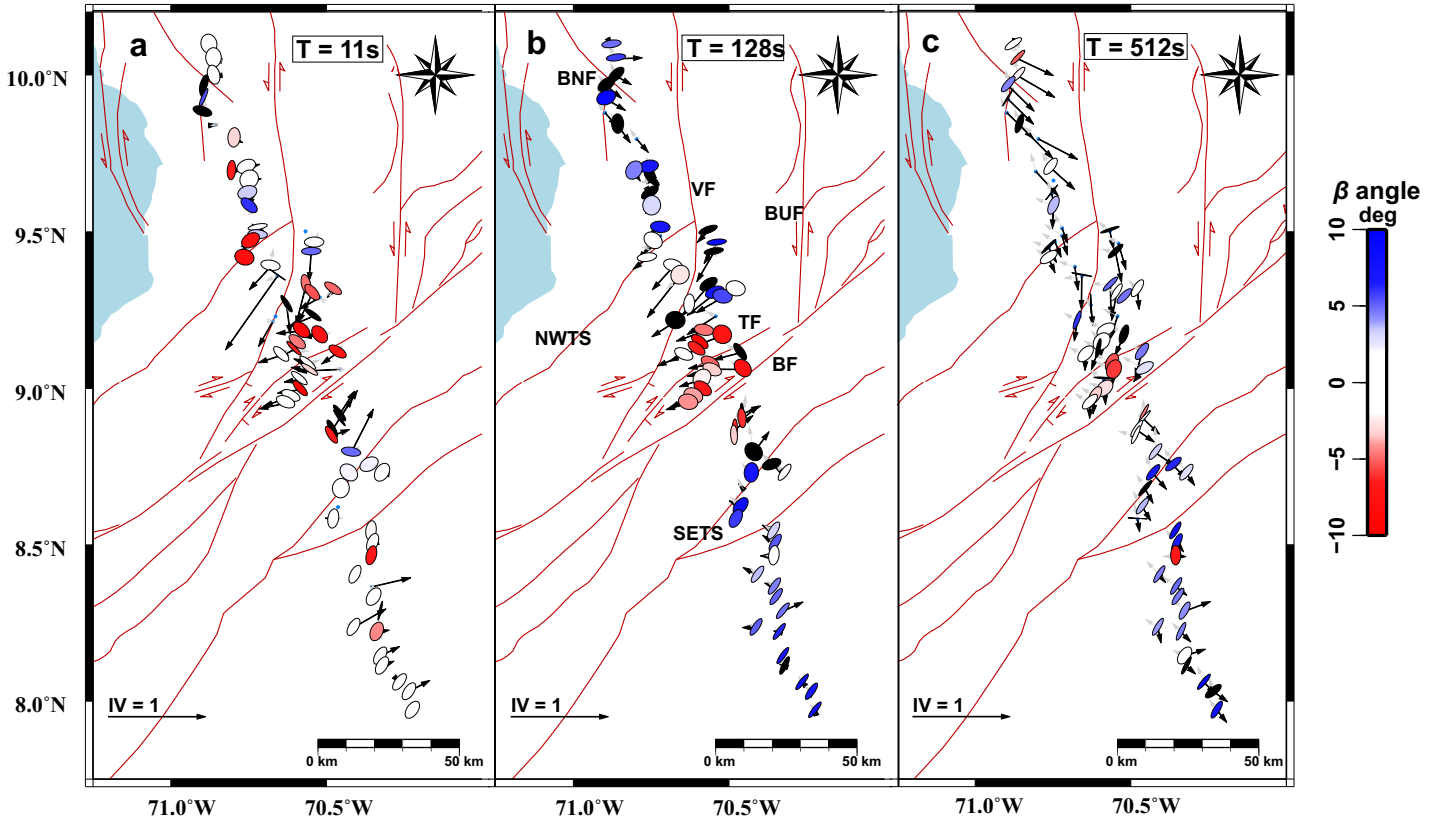 a
T = 11s
b
T = 128s
c
T = 512s
10.0°N
9.5°N
9.0°N
8.5°N
8.0°N
BNF
VF
BUF
NWTS
TF
BF
SETS
β angle
deg
10
5
0
−5
−10
IV = 1
IV = 1
IV = 1
0 km
50 km
0 km
50 km
0 km
50 km
71.0°W
70.5°W
71.0°W
70.5°W
71.0°W
70.5°W